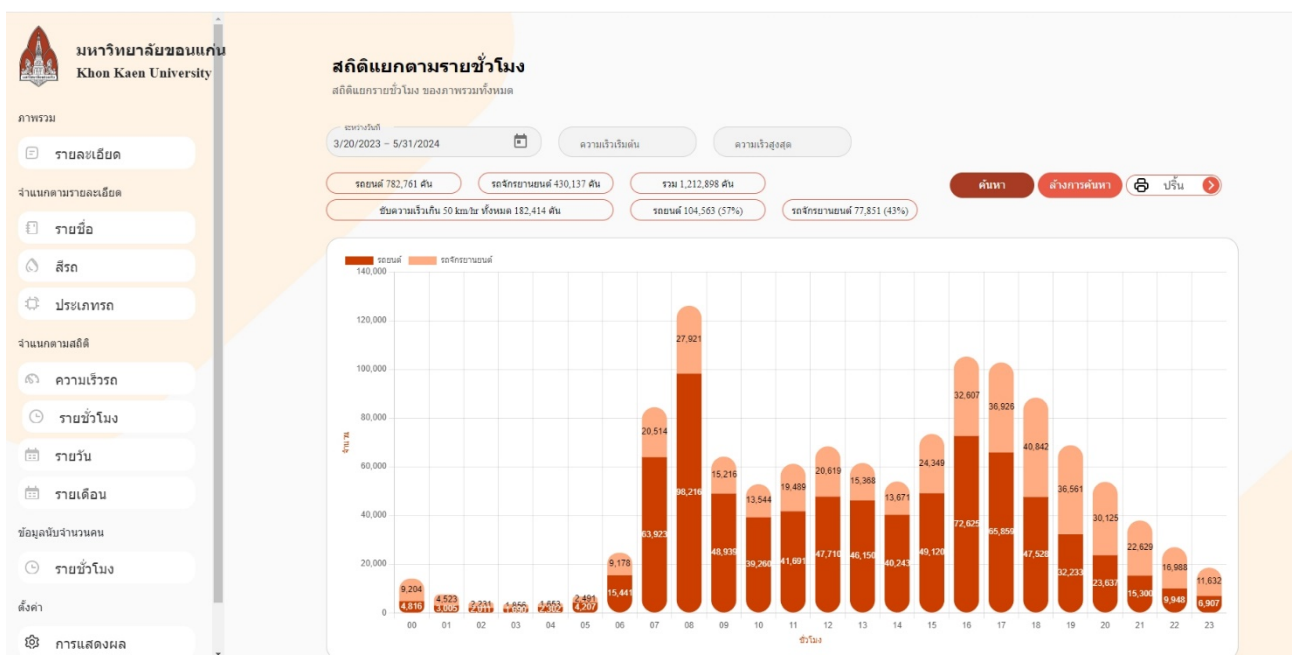 มหาวิทยาลัยขอนแก่น
Khon Kaen University
ภาพรวม
รายละเอียด
จำแนกตามรายละเอียด
รายชื่อ
สีรถ
ประเภทรถ
จำแนกตามสถิติ
ความเร็วรถ
รายชั่วโมง
รายวัน
รายเดือน
ข้อมูลนับจำนวนคน
รายชั่วโมง
ตั้งค่า
การแสดงผล
สถิติแยกตามรายชั่วโมง
สถิติแยกรายชั่วโมง ของภาพรวมทั้งหมด
ระหว่างวันที่
3/20/2023 – 5/31/2024
ความเร็วเริ่มต้น
ความเร็วสูงสุด
รถยนต์ 782,761 คัน
รถจักรยานยนต์ 430,137 คัน
รวม 1,212,898 คัน
ค้นหา
ล้างการค้นหา
ปริ้น
ขับความเร็วเกิน 50 km/hr ทั้งหมด 182,414 คัน
รถยนต์ 104,563 (57%)
รถจักรยานยนต์ 77,851 (43%)
รถยนต์ รถจักรยานยนต์
140,000
120,000
100,000
80,000
60,000
40,000
20,000
0
จำนวน
9,204 4,523 2,491 9,178 20,514 27,921 15,216 13,544 19,489 20,619 15,368 13,671 24,349 32,607 36,926 40,842 36,561 30,125 22,629 16,988 11,632
4,816 3,005 4,207 15,441 63,923 98,216 48,939 39,260 41,691 47,710 46,150 40,243 49,120 72,625 65,859 47,528 32,233 23,637 15,300 9,948 6,907
00 01 02 03 04 05 06 07 08 09 10 11 12 13 14 15 16 17 18 19 20 21 22 23
ชั่วโมง